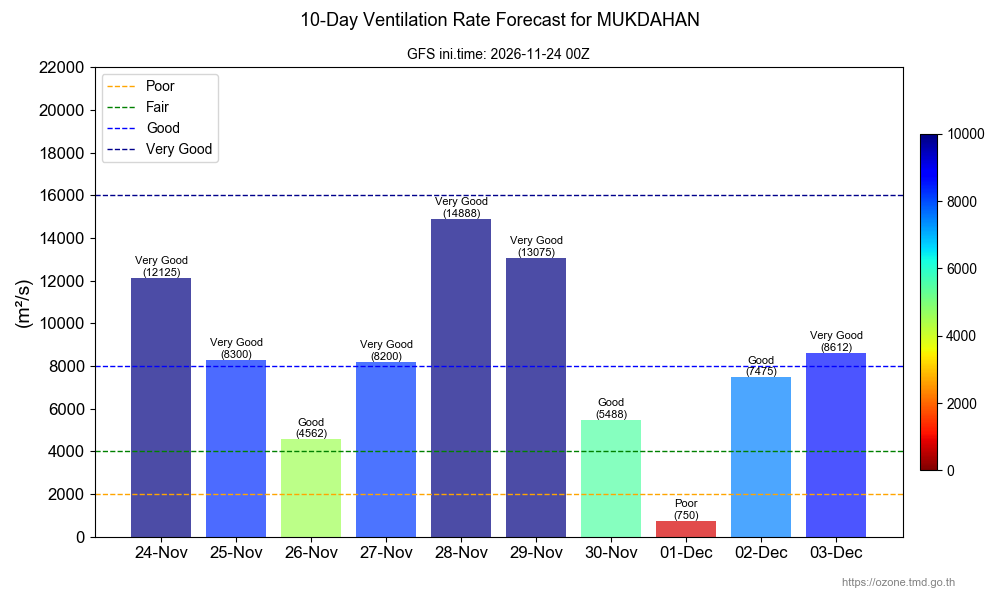 10-Day Ventilation Rate Forecast for MUKDAHAN
GFS ini.time: 2026-11-24 00Z
(m²/s)
22000
20000
18000
16000
14000
12000
10000
8000
6000
4000
2000
0
Poor
Fair
Good
Very Good
Very Good
(12125)
Very Good
(8300)
Good
(4562)
Very Good
(8200)
Very Good
(14888)
Very Good
(13075)
Good
(5488)
Poor
(750)
Good
(7475)
Very Good
(8612)
24-Nov 25-Nov 26-Nov 27-Nov 28-Nov 29-Nov 30-Nov 01-Dec 02-Dec 03-Dec
10000
8000
6000
4000
2000
0
https://ozone.tmd.go.th